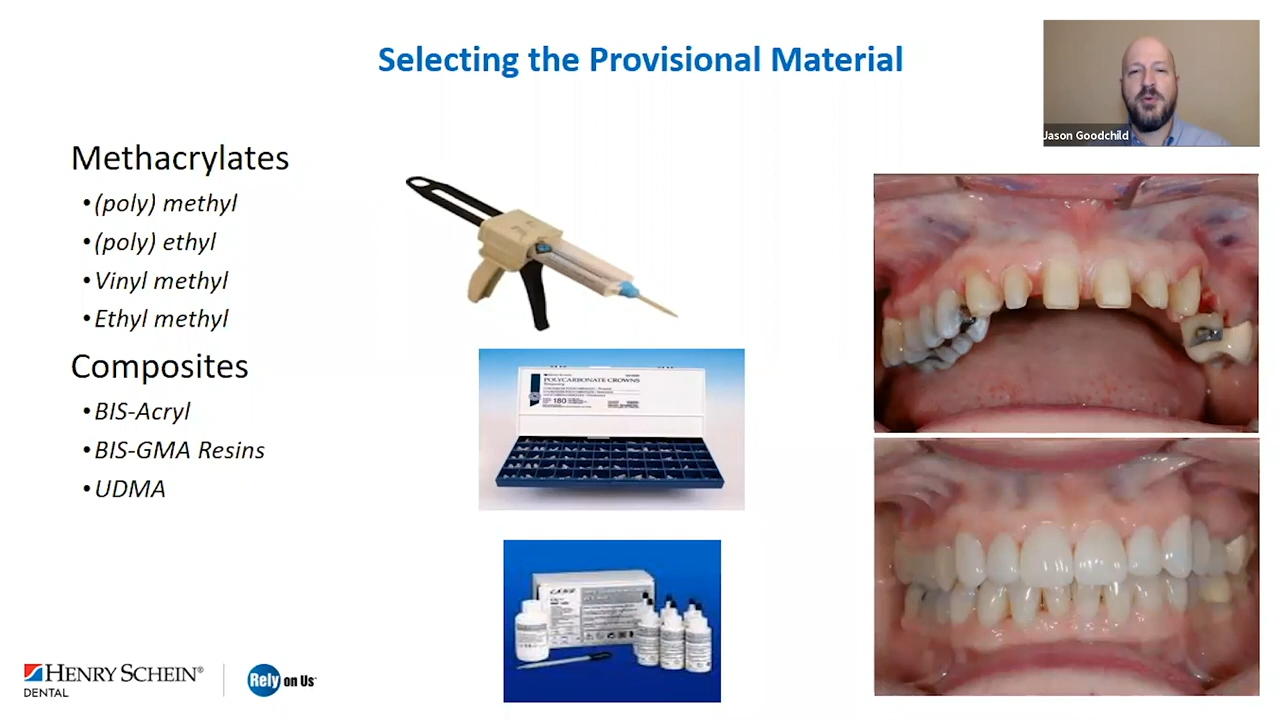 Selecting the Provisional Material
Jason Goodchild
Methacrylates
•(poly) methyl
•(poly) ethyl
•Vinyl methyl
•Ethyl methyl
Composites
•BIS-Acryl
•BIS-GMA Resins
•UDMA
POLYCARBONATE CROWNS
180
HENRY SCHEIN®
DENTAL
Rely on Us